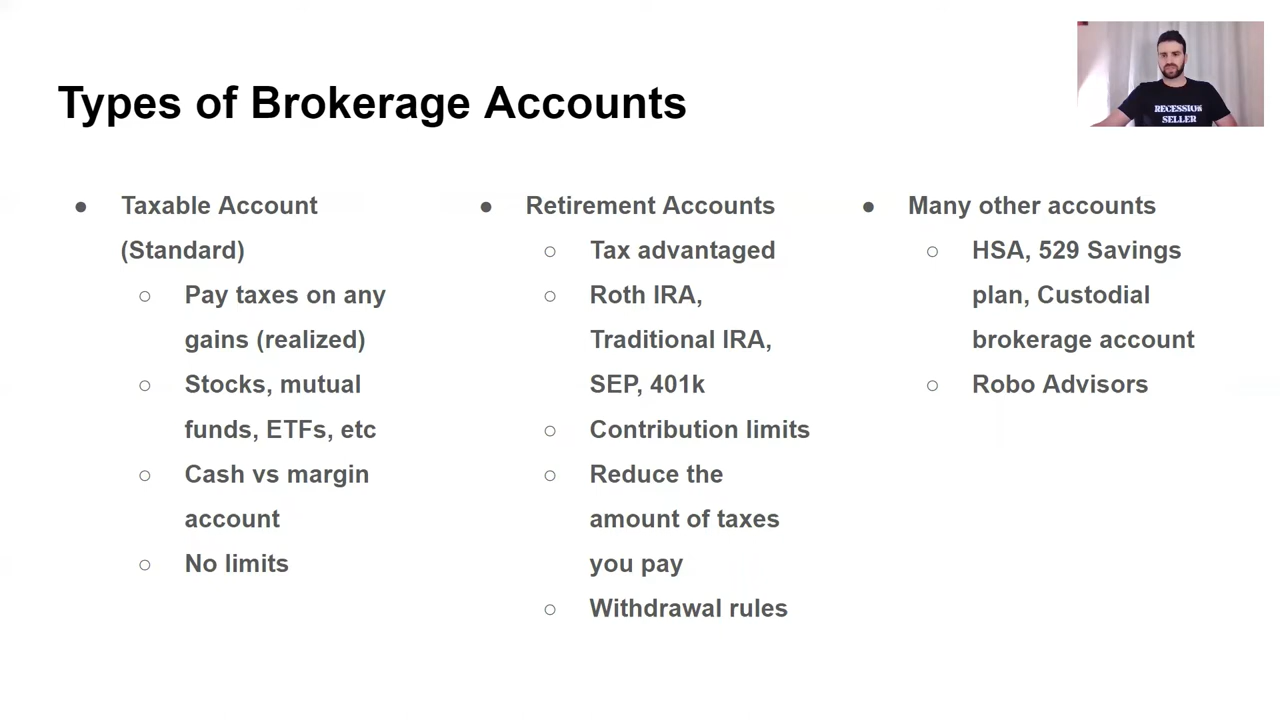 Types of Brokerage Accounts
RECESSION
SELLER
● Taxable Account
(Standard)
○ Pay taxes on any
gains (realized)
○ Stocks, mutual
funds, ETFs, etc
○ Cash vs margin
account
○ No limits
● Retirement Accounts
○ Tax advantaged
○ Roth IRA,
Traditional IRA,
SEP, 401k
○ Contribution limits
○ Reduce the
amount of taxes
you pay
○ Withdrawal rules
● Many other accounts
○ HSA, 529 Savings
plan, Custodial
brokerage account
○ Robo Advisors